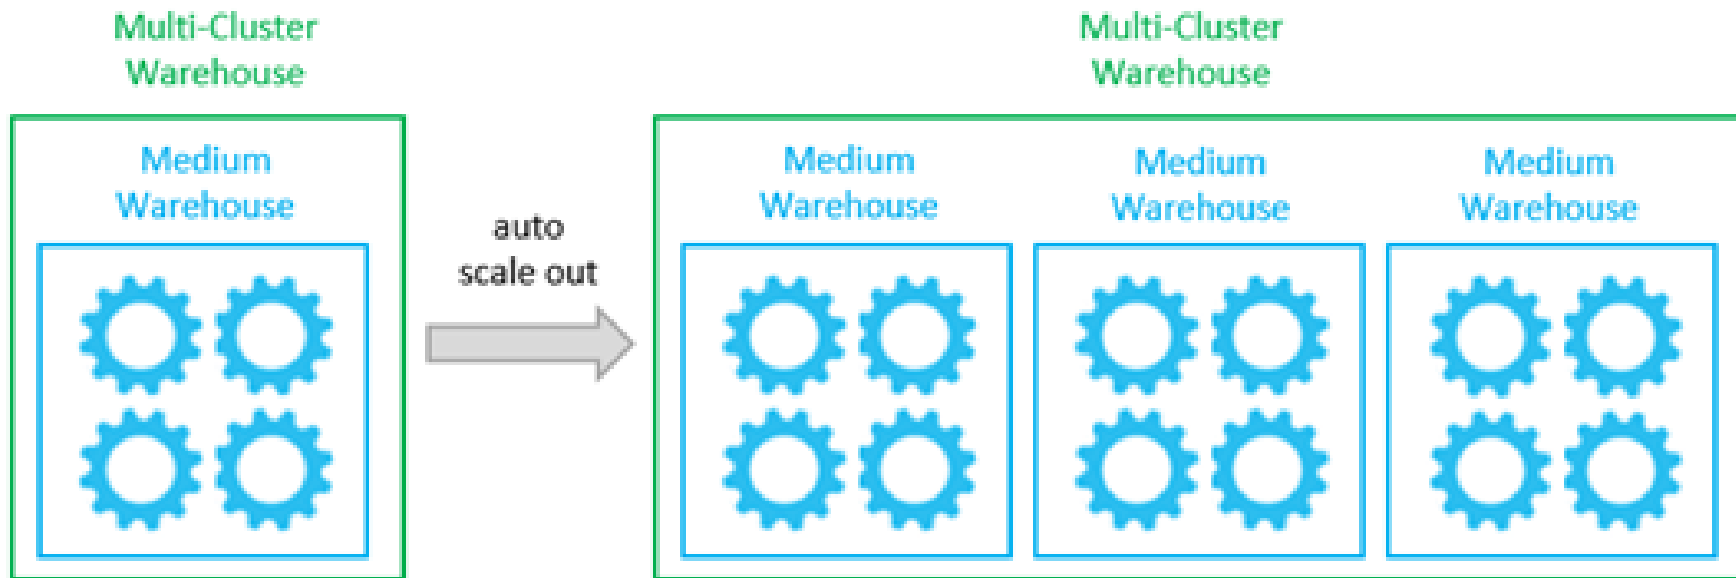 Multi-Cluster
Warehouse
Medium
Warehouse
auto
scale out
Multi-Cluster
Warehouse
Medium
Warehouse
Medium
Warehouse
Medium
Warehouse